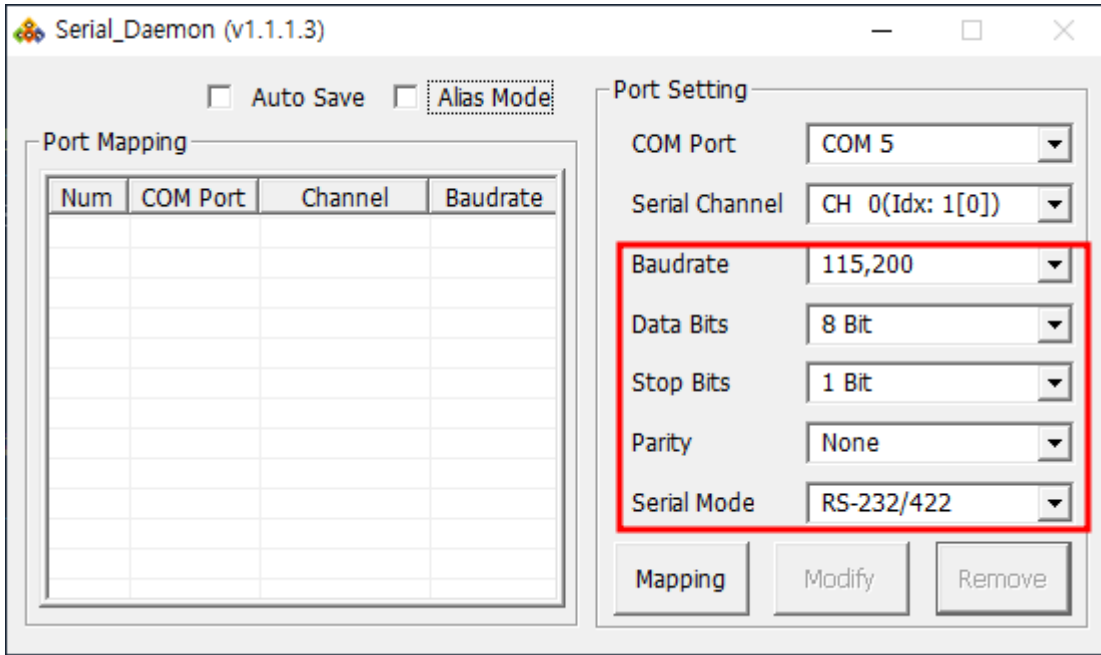 Serial_Daemon (v1.1.1.3)
Auto Save Alias Mode
Port Mapping
Num COM Port Channel Baudrate
Port Setting
COM Port COM 5
Serial Channel CH 0(Idx: 1[0])
Baudrate 115,200
Data Bits 8 Bit
Stop Bits 1 Bit
Parity None
Serial Mode RS-232/422
Mapping Modify Remove